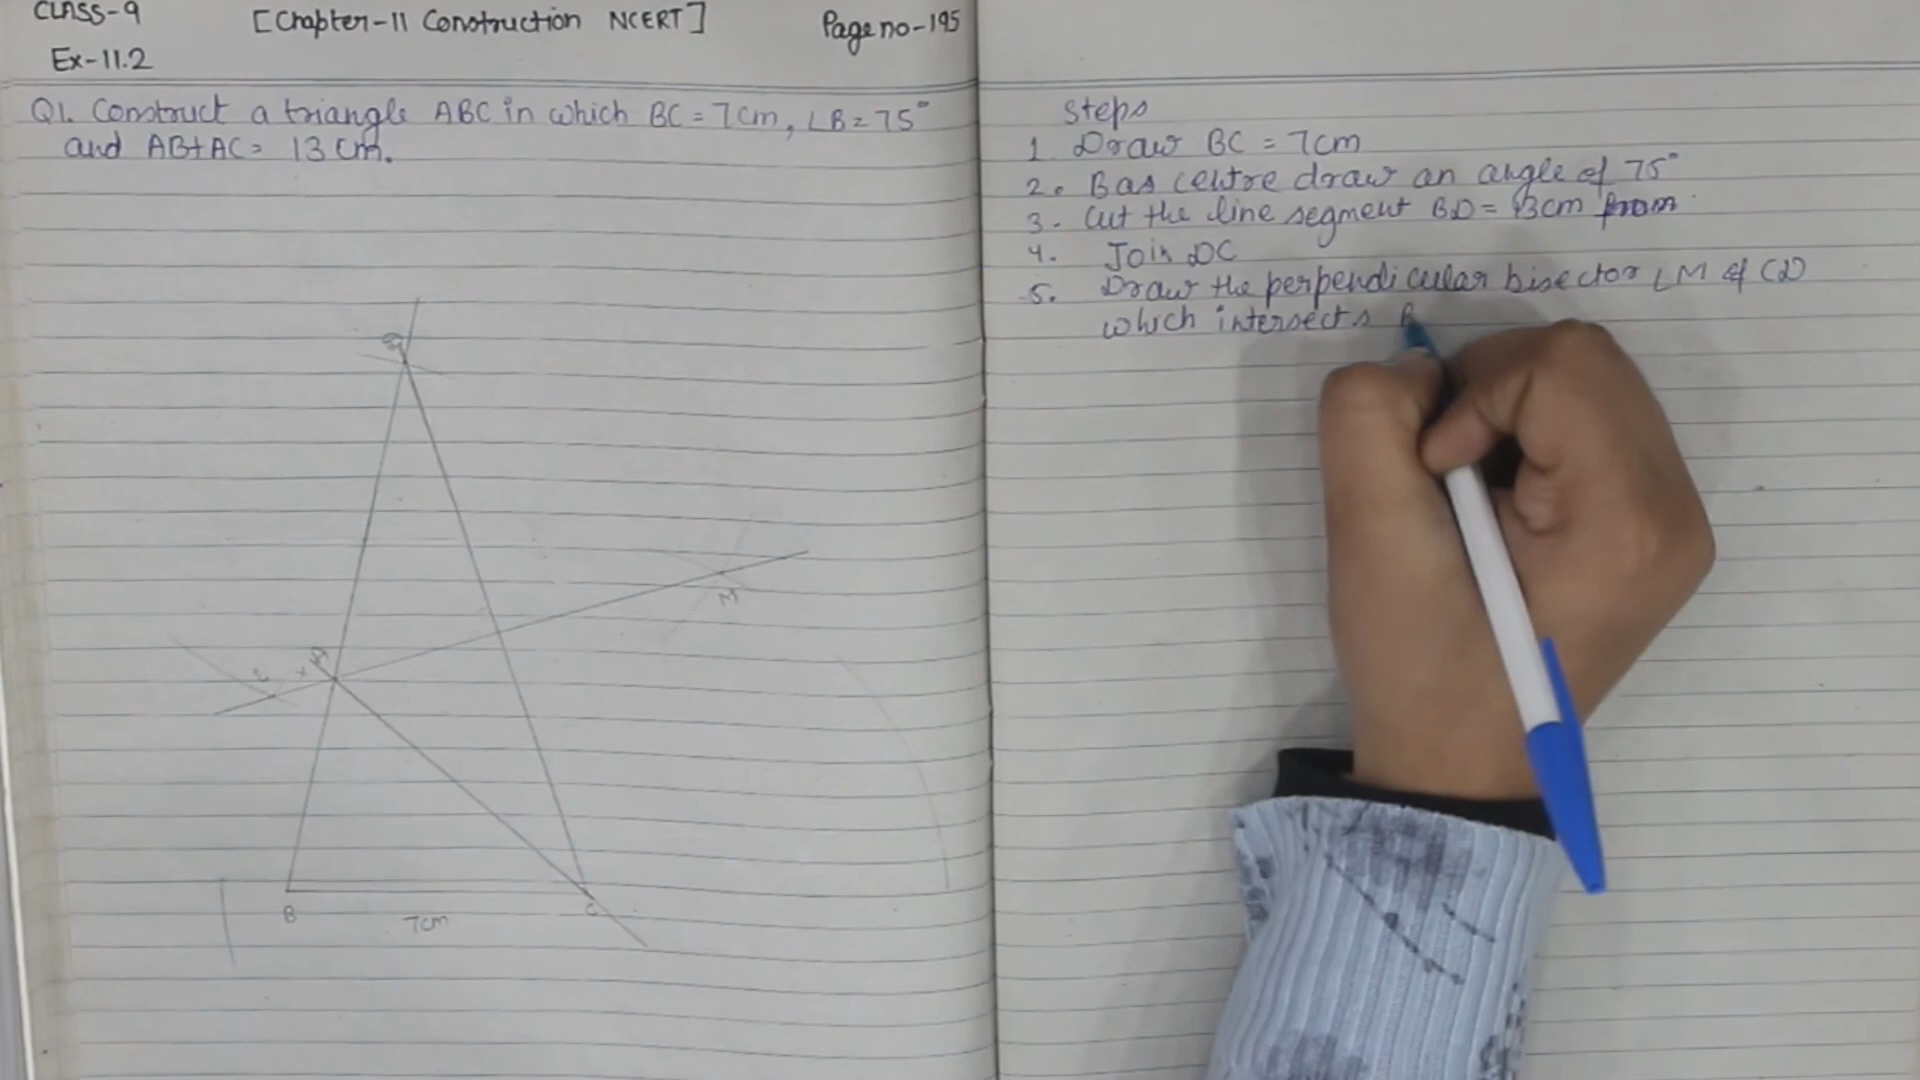 CLASS-9 [Chapter-11 Construction NCERT] Page no-195
Ex-11.2
Q1. Construct a triangle ABC in which BC = 7cm, ∠B = 75°
and AB+AC = 13 cm.
D
M
L x A
B 7cm C
Steps
1 Draw BC = 7cm
2. B as centre draw an angle of 75°
3. Cut the line segment BD = 13cm from
4. Join DC
5. Draw the perpendicular bisector LM of CD
which intersects B